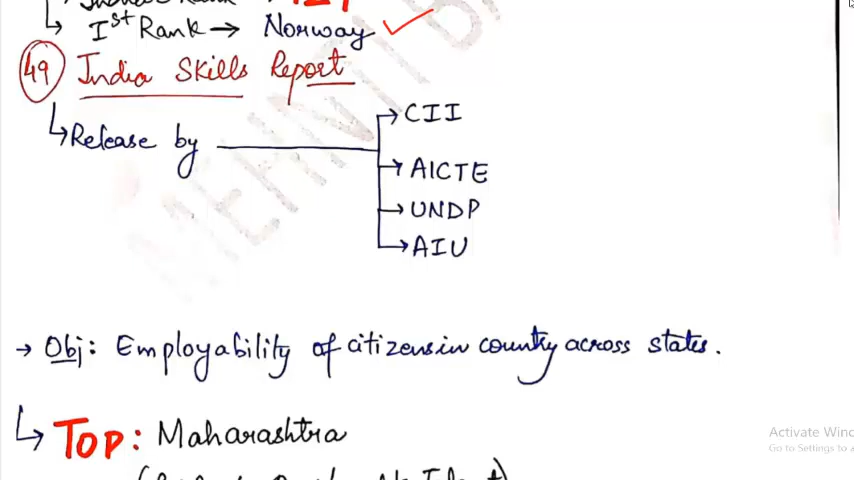 Ist Rank → Norway ✓
49 India Skills Report
↳ Release by
→ CII
→ AICTE
→ UNDP
→ AIU
→ Obj: Employability of citizens in country across states.
↳ TOP: Maharashtra
Activate Wind
Go to Settings to a